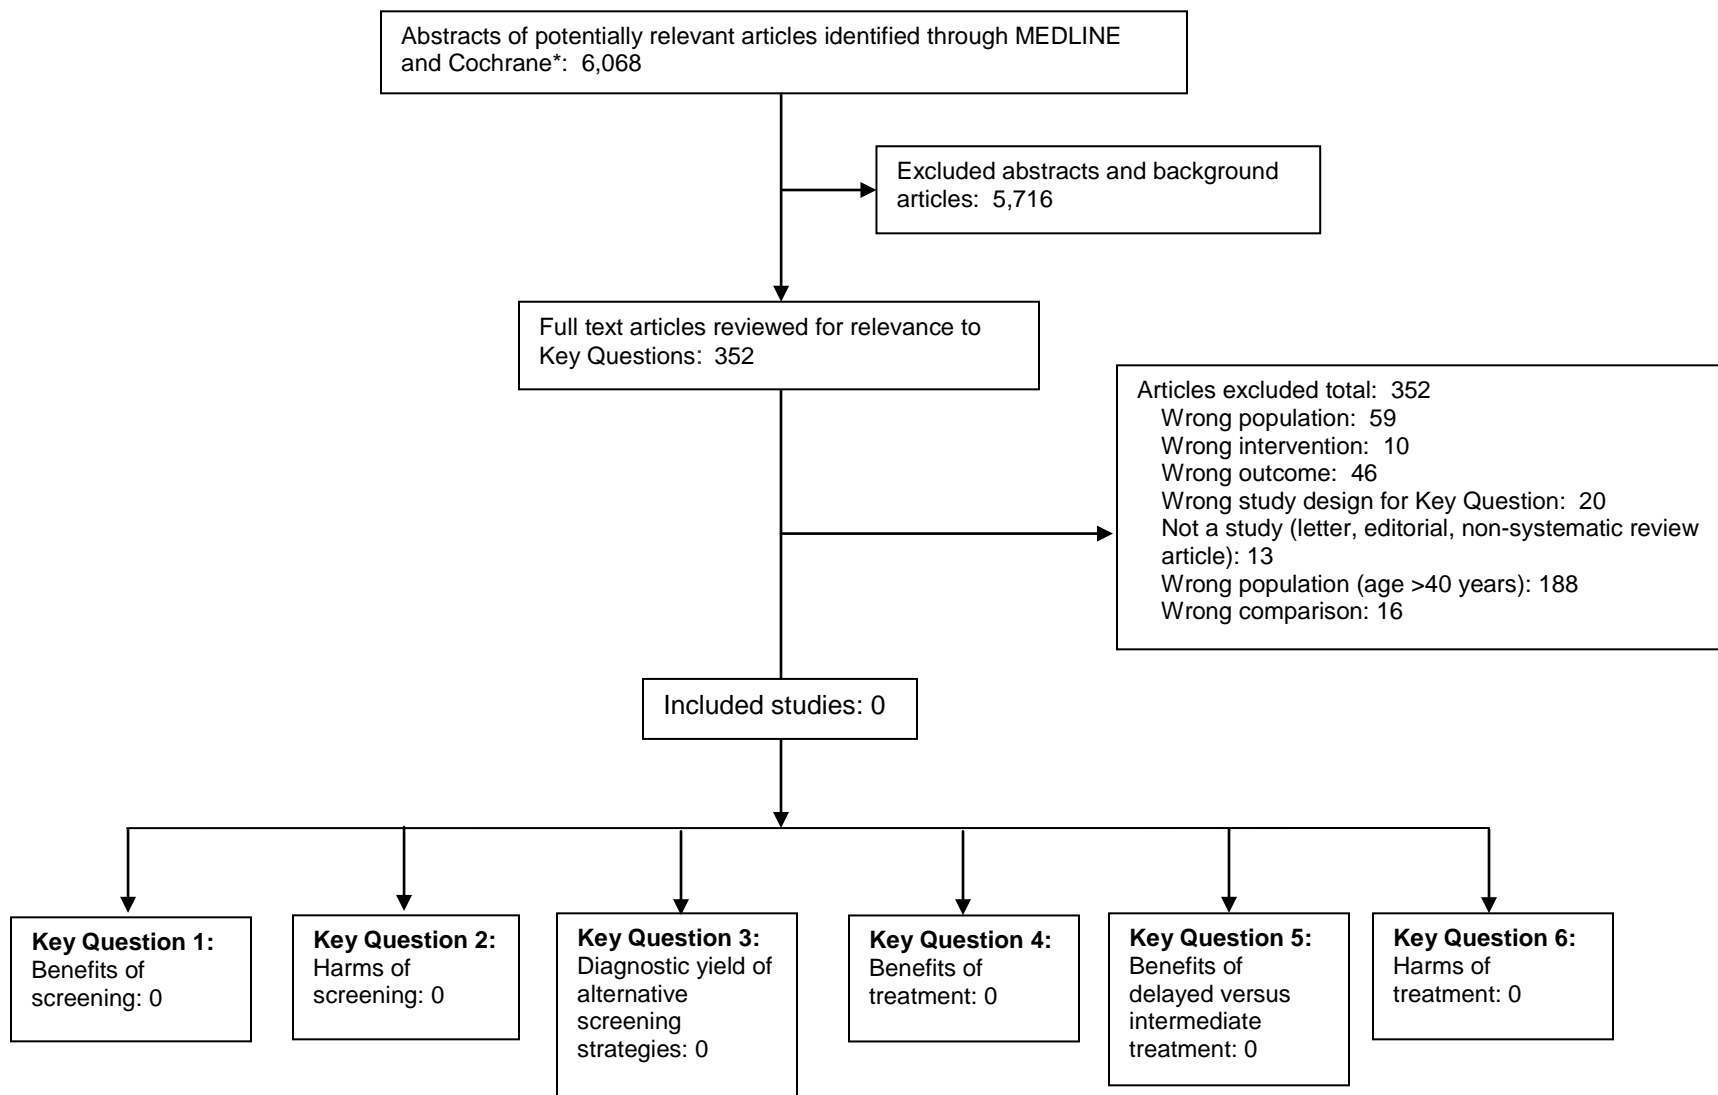 Abstracts of potentially relevant articles identified through MEDLINE
and Cochrane*:  6,068
Excluded abstracts and background
articles:  5,716
Full text articles reviewed for relevance to
Key Questions:  352
Articles excluded total:  352
Wrong population:  59
Wrong intervention:  10
Wrong outcome:  46
Wrong study design for Key Question:  20
Not a study (letter, editorial, non-systematic review
article): 13
Wrong population (age >40 years): 188
Wrong comparison: 16
Included studies: 0
Key Question 1:
Benefits of
screening: 0
Key Question 2:
Harms of
screening: 0
Key Question 3:
Diagnostic yield of
alternative
screening
strategies: 0
Key Question 4:
Benefits of
treatment: 0
Key Question 5:
Benefits of
delayed versus
intermediate
treatment: 0
Key Question 6:
Harms of
treatment: 0